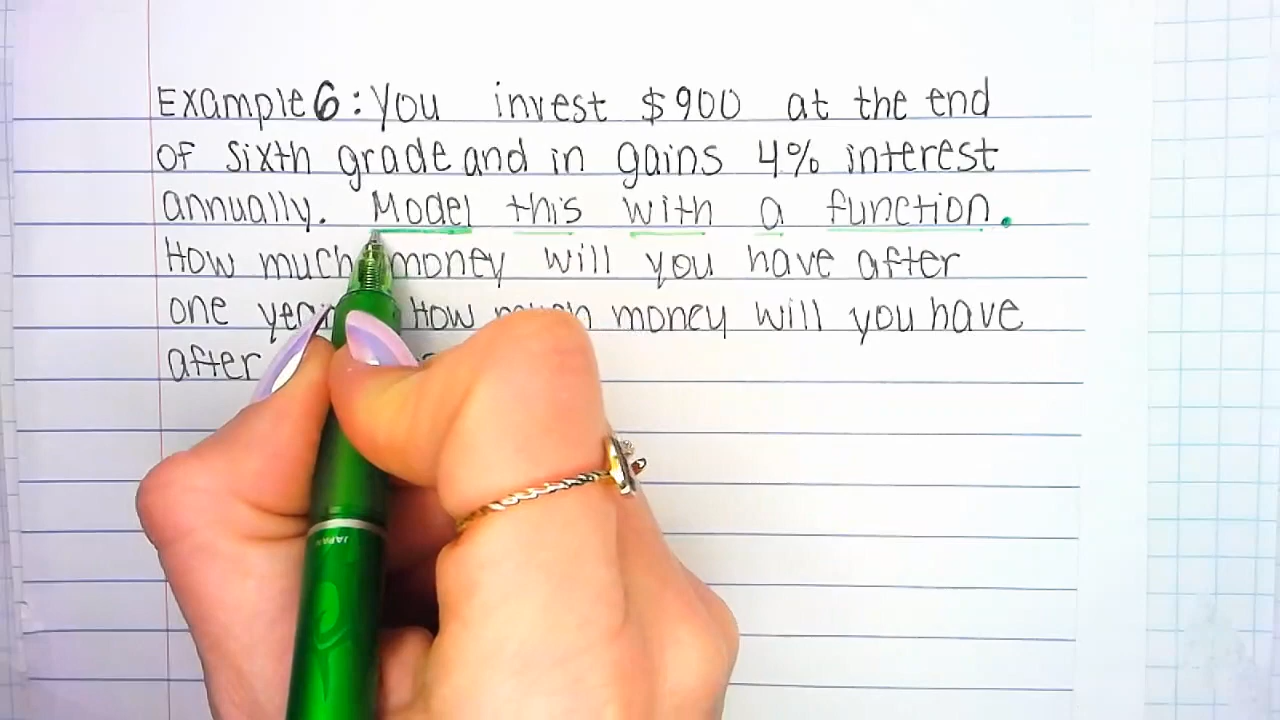 Example 6: You invest $900 at the end
of sixth grade and in gains 4% interest
annually. Model this with a function.
How much money will you have after
one How money will you have
after
JAPAN